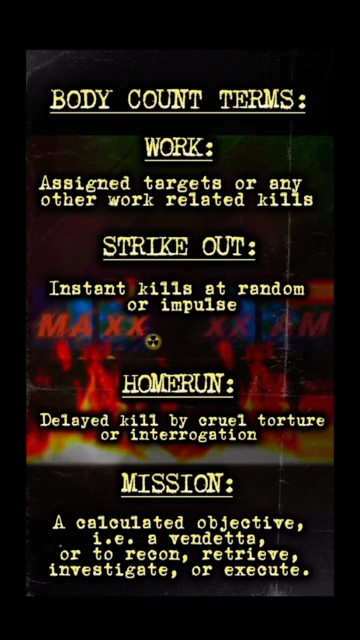 BODY COUNT TERMS:
WORK:
Assigned targets or any
other work related kills
STRIKE OUT:
Instant kills at random
or impulse
MAXX
HOMERUN:
Delayed kill by cruel torture
or interrogation
MISSION:
A calculated objective,
i.e. a vendetta,
or to recon, retrieve,
investigate, or execute.